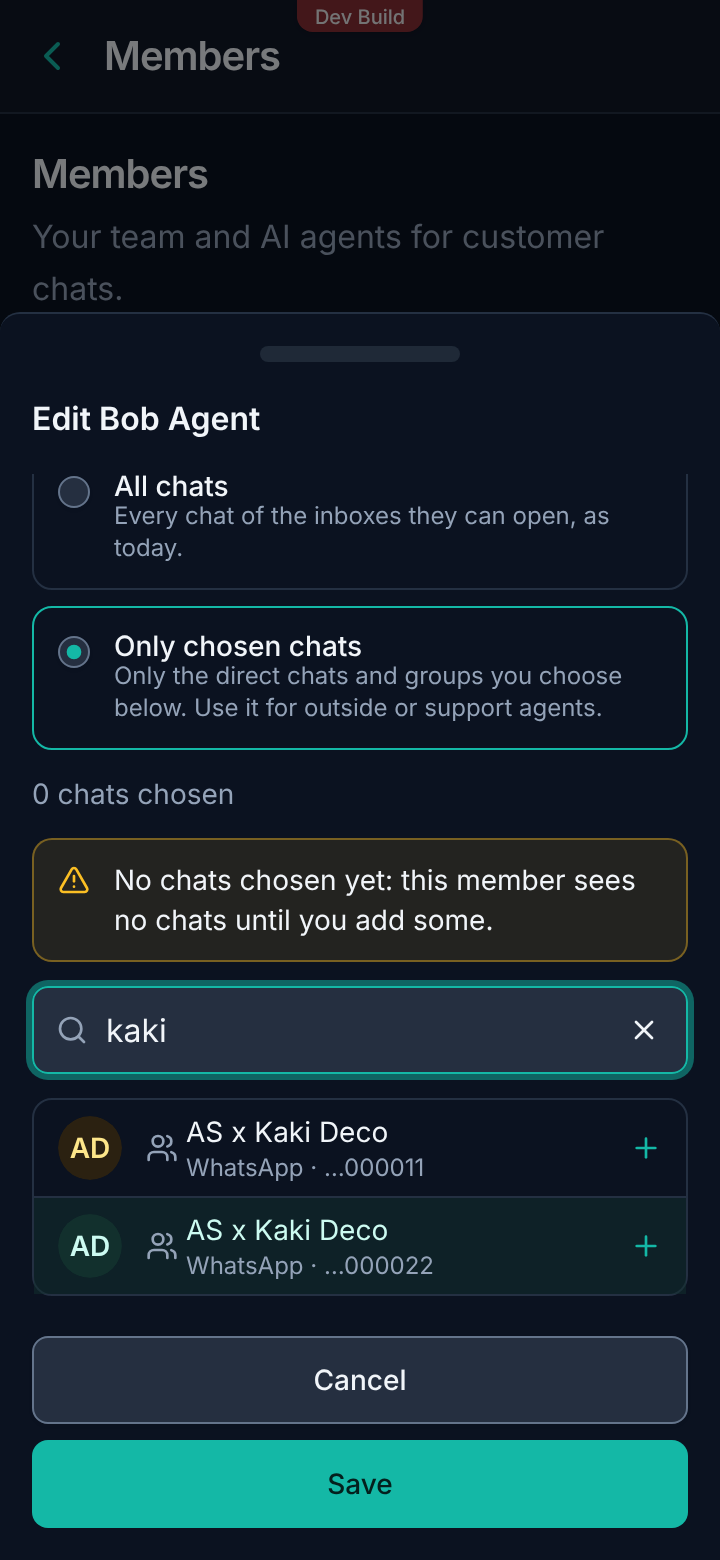 Dev Build
Members
Members
Your team and AI agents for customer
chats.
Edit Bob Agent
All chats
Every chat of the inboxes they can open, as
today.
Only chosen chats
Only the direct chats and groups you choose
below. Use it for outside or support agents.
0 chats chosen
No chats chosen yet: this member sees
no chats until you add some.
kaki
AD
AS x Kaki Deco
WhatsApp · …000011
AD
AS x Kaki Deco
WhatsApp · …000022
Cancel
Save